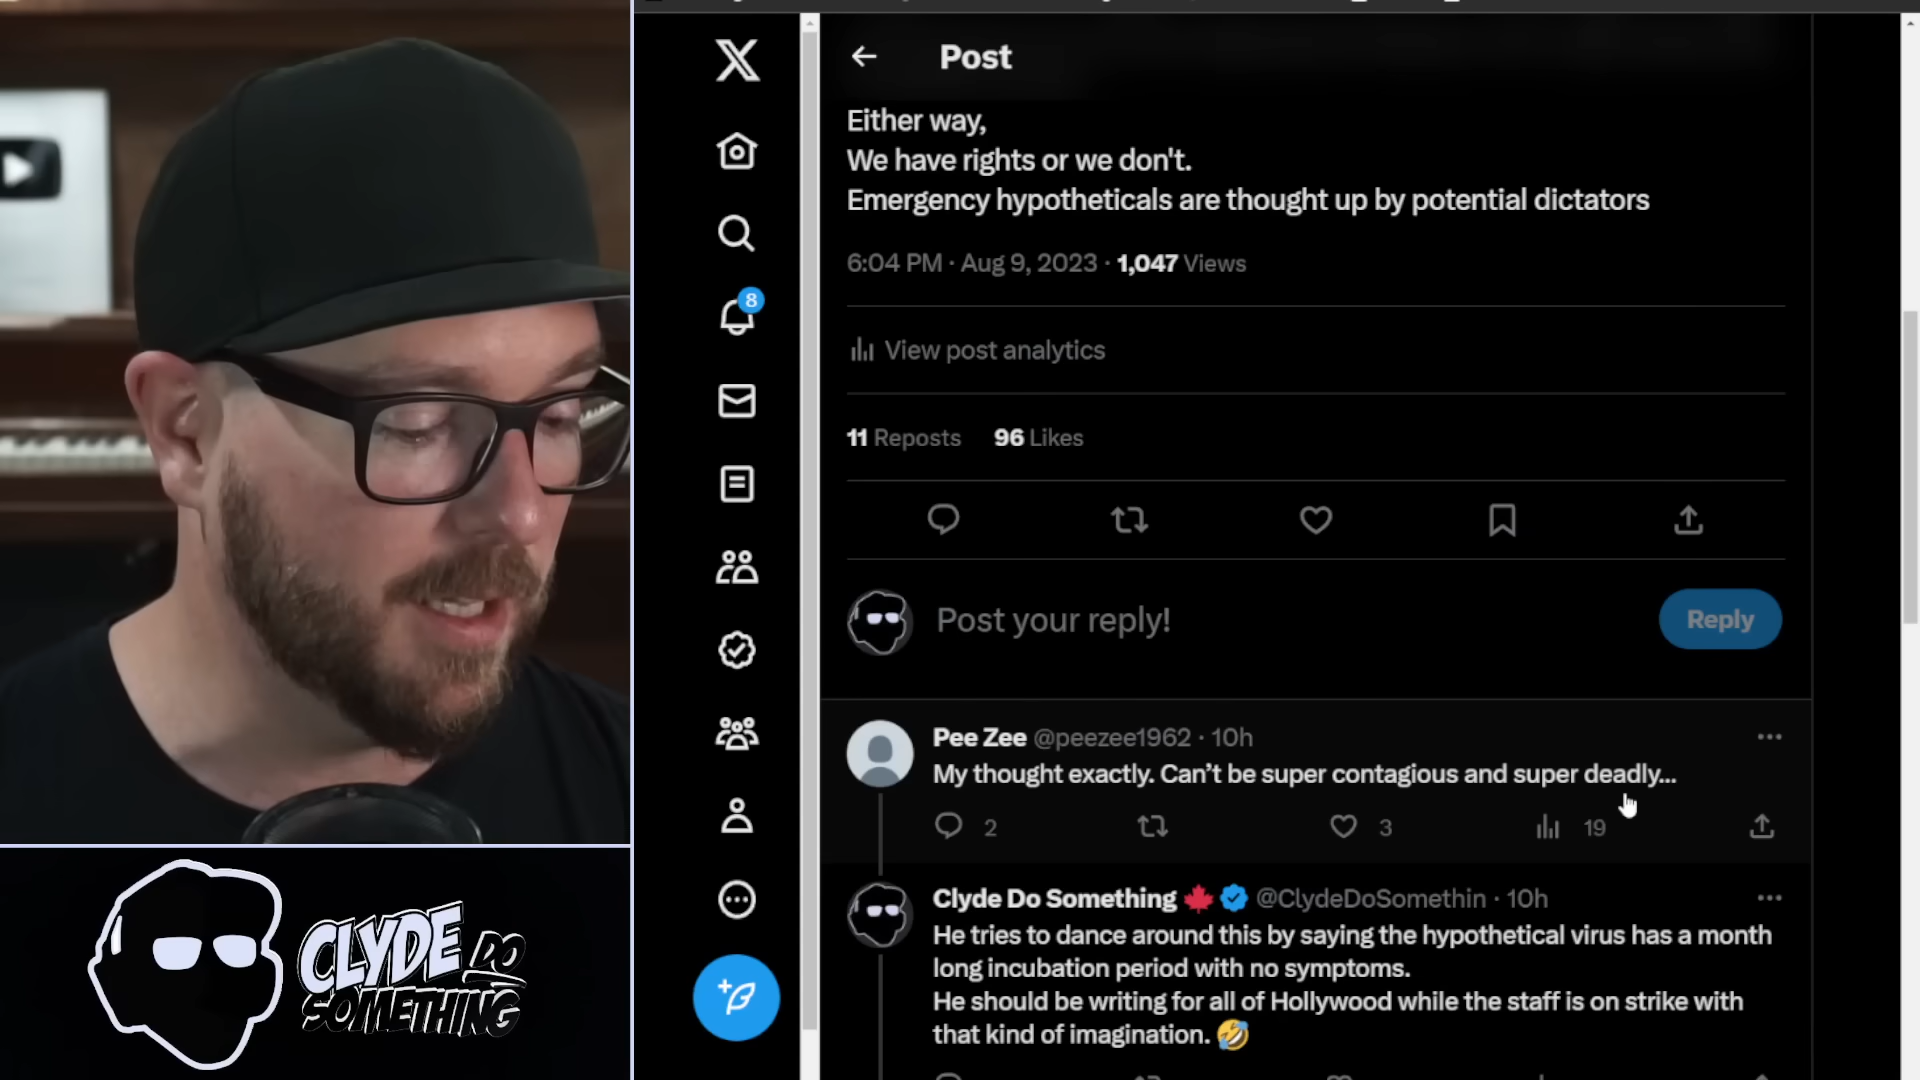 Post
Either way,
We have rights or we don't.
Emergency hypotheticals are thought up by potential dictators
6:04 PM · Aug 9, 2023 · 1,047 Views
View post analytics
11 Reposts 96 Likes
8
Post your reply!
Reply
Pee Zee @peezee1962 · 10h
My thought exactly. Can’t be super contagious and super deadly...
2 3 19
Clyde Do Something 🍁 @ClydeDoSomethin · 10h
He tries to dance around this by saying the hypothetical virus has a month
long incubation period with no symptoms.
He should be writing for all of Hollywood while the staff is on strike with
that kind of imagination. 🤣
CLYDE DO
SOMETHING